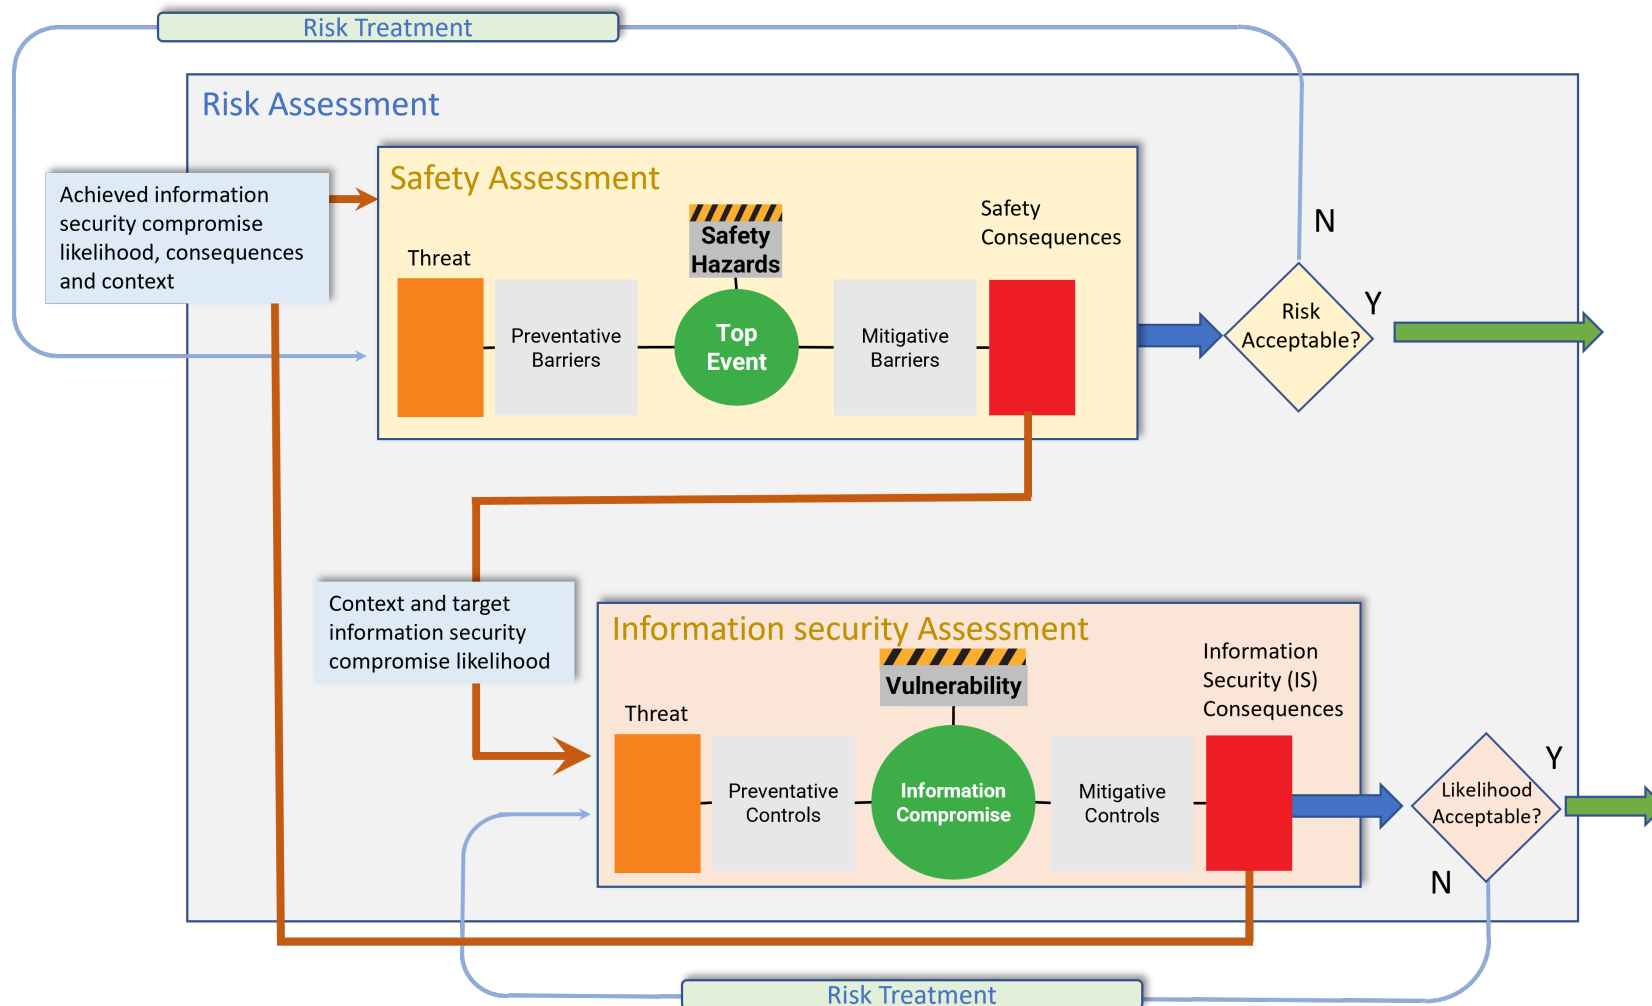 Risk Treatment
Risk Assessment
Safety Assessment
Achieved information
security compromise
likelihood, consequences
and context
Safety
Consequences
Safety
Hazards
Threat
Preventative
Barriers
Top
Event
Mitigative
Barriers
N
Risk
Acceptable?
Y
Context and target
information security
compromise likelihood
Information security Assessment
Information
Security (IS)
Consequences
Vulnerability
Threat
Preventative
Controls
Information
Compromise
Mitigative
Controls
Likelihood
Acceptable?
Y
N
Risk Treatment